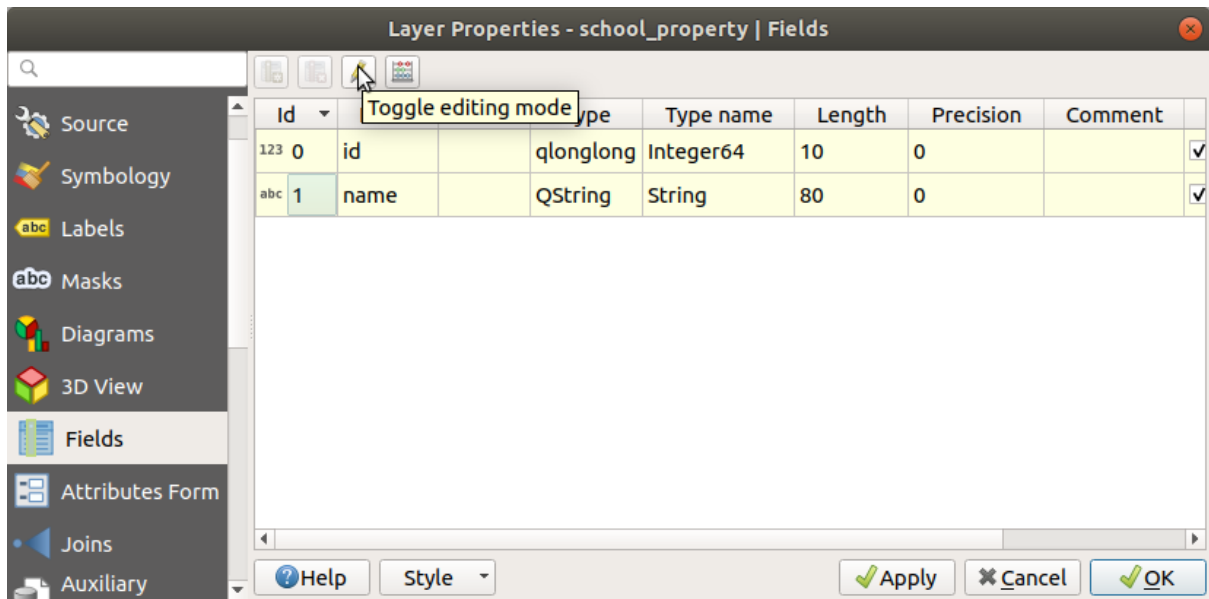 Layer Properties - school_property | Fields
Toggle editing mode
Id Type name Length Precision Comment
123 0 id qlonglong Integer64 10 0
abc 1 name QString String 80 0
Source
Symbology
abc Labels
abc Masks
Diagrams
3D View
Fields
Attributes Form
Joins
Auxiliary
Help Style Apply Cancel OK